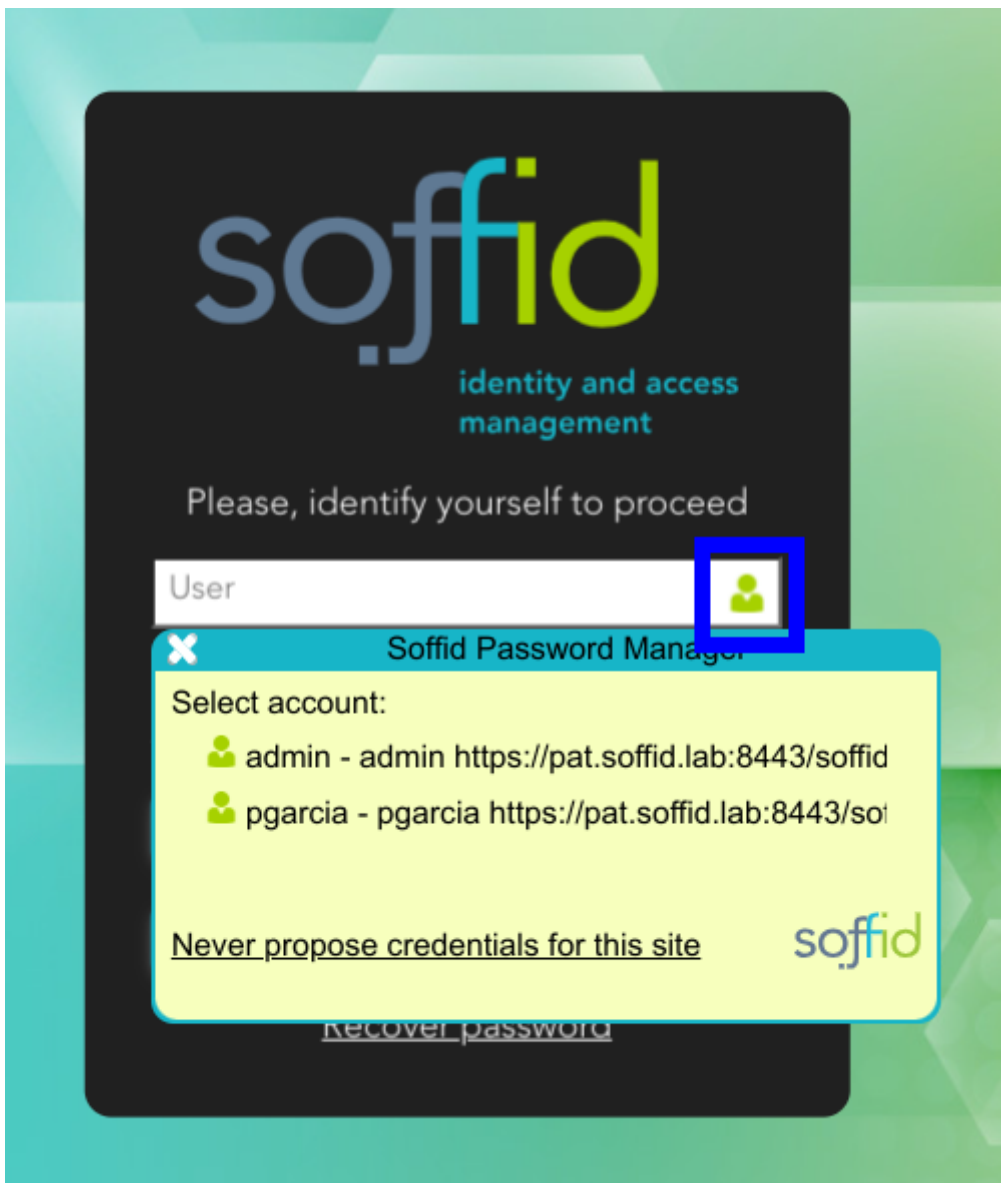 soffid
identity and access
management
Please, identify yourself to proceed
User
Soffid Password Manager
Select account:
admin - admin https://pat.soffid.lab:8443/soffid
pgarcia - pgarcia https://pat.soffid.lab:8443/sof
Never propose credentials for this site
soffid
Recover password